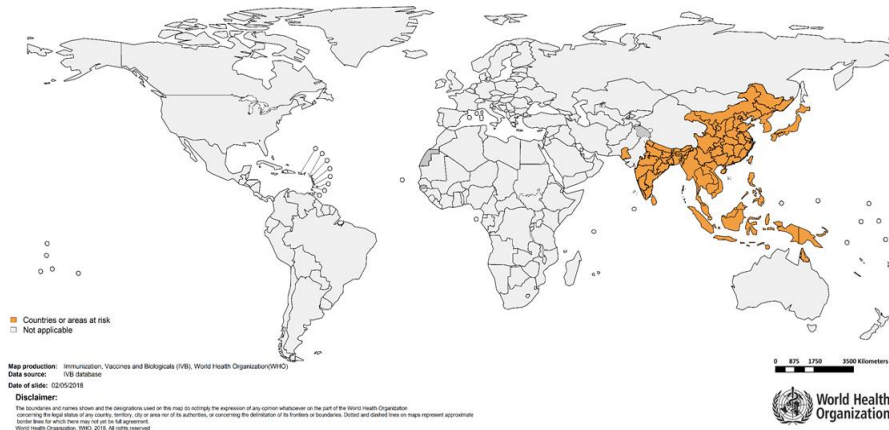 Countries or areas at risk
Not applicable
Map production: Immunization, Vaccines and Biologicals (IVB), World Health Organization(WHO)
Data source: IVB database
Date of slide: 02/05/2018
Disclaimer:
The boundaries and names shown and the designations used on this map do not imply the expression of any opinion whatsoever on the part of the World Health Organization
concerning the legal status of any country, territory, city or area nor of its authorities, or concerning the delimitation of its frontiers or boundaries. Dotted and dashed lines on maps represent approximate
border lines for which there may not yet be full agreement.
World Health Organization, WHO, 2018. All rights reserved
0 875 1750 3500 Kilometers
World Health
Organization